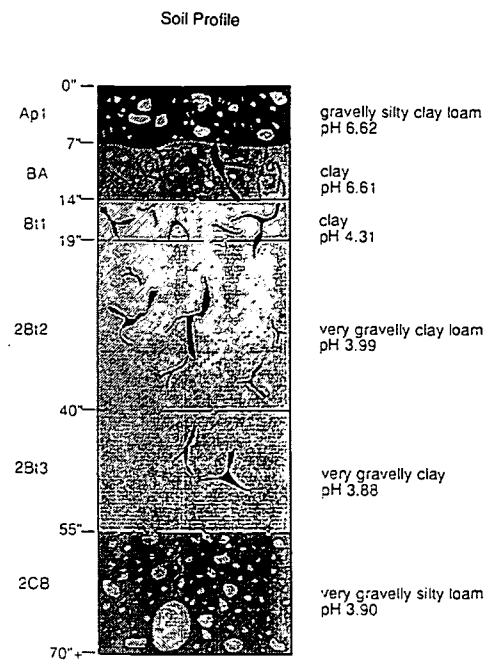 Soil Profile
0"
Ap1
gravelly silty clay loam
pH 6.62
7"
BA
clay
pH 6.61
14"
Bt1
clay
pH 4.31
19"
2Bt2
very gravelly clay loam
pH 3.99
40"
2Bt3
very gravelly clay
pH 3.88
55"
2CB
very gravelly silty loam
pH 3.90
70"+